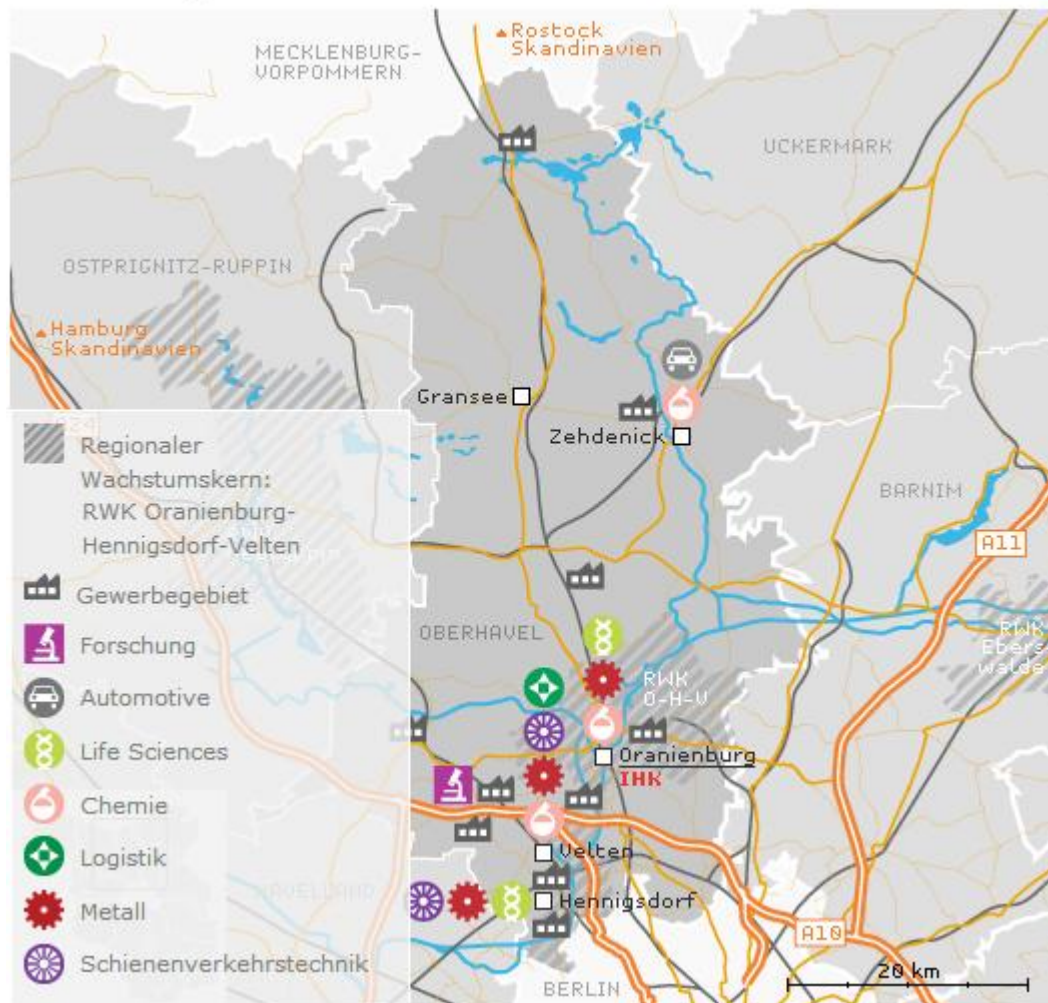 Rostock
Skandinavien
MECKLENBURG-
VORPOMMERN
UCKERMARK
OSTPRIGNITZ-RUPPIN
Hamburg
Skandinavien
Gransee
Zehdenick
A24
Regionaler
Wachstumskern:
RWK Oranienburg-
Hennigsdorf-Velten
BARNIM
A11
Gewerbegebiet
OBERHAVEL
RWK
Ebers
walde
Forschung
RWK
O-H-V
Automotive
Life Sciences
Oranienburg
IHK
Chemie
Logistik
Velten
HAVELLAND
Metall
Hennigsdorf
A10
Schienenverkehrstechnik
20 km
BERLIN